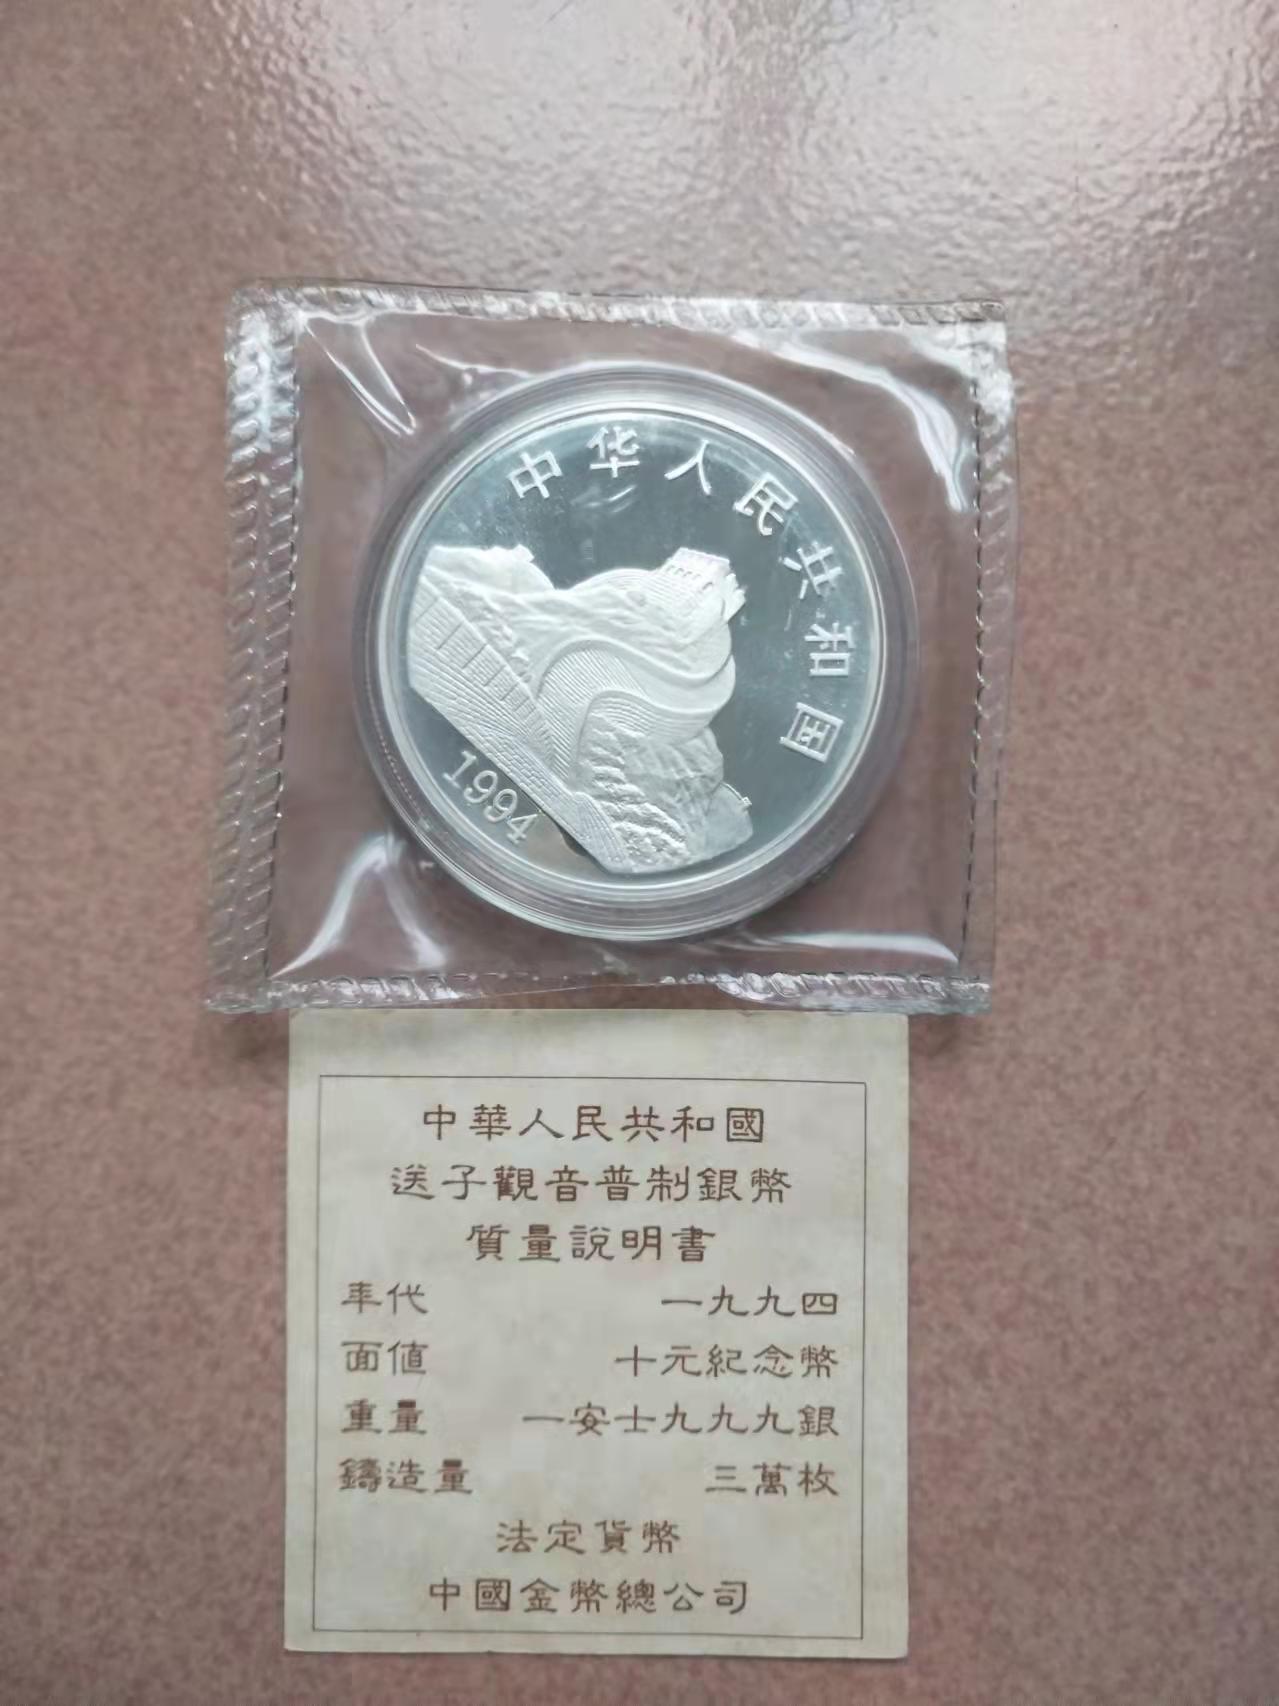 中华人民共和国
1994
中華人民共和國
送子觀音普制銀幣
質量說明書
年代 一九九四
面值 十元紀念幣
重量 一安士九九九銀
鑄造量 三萬枚
法定貨幣
中國金幣總公司